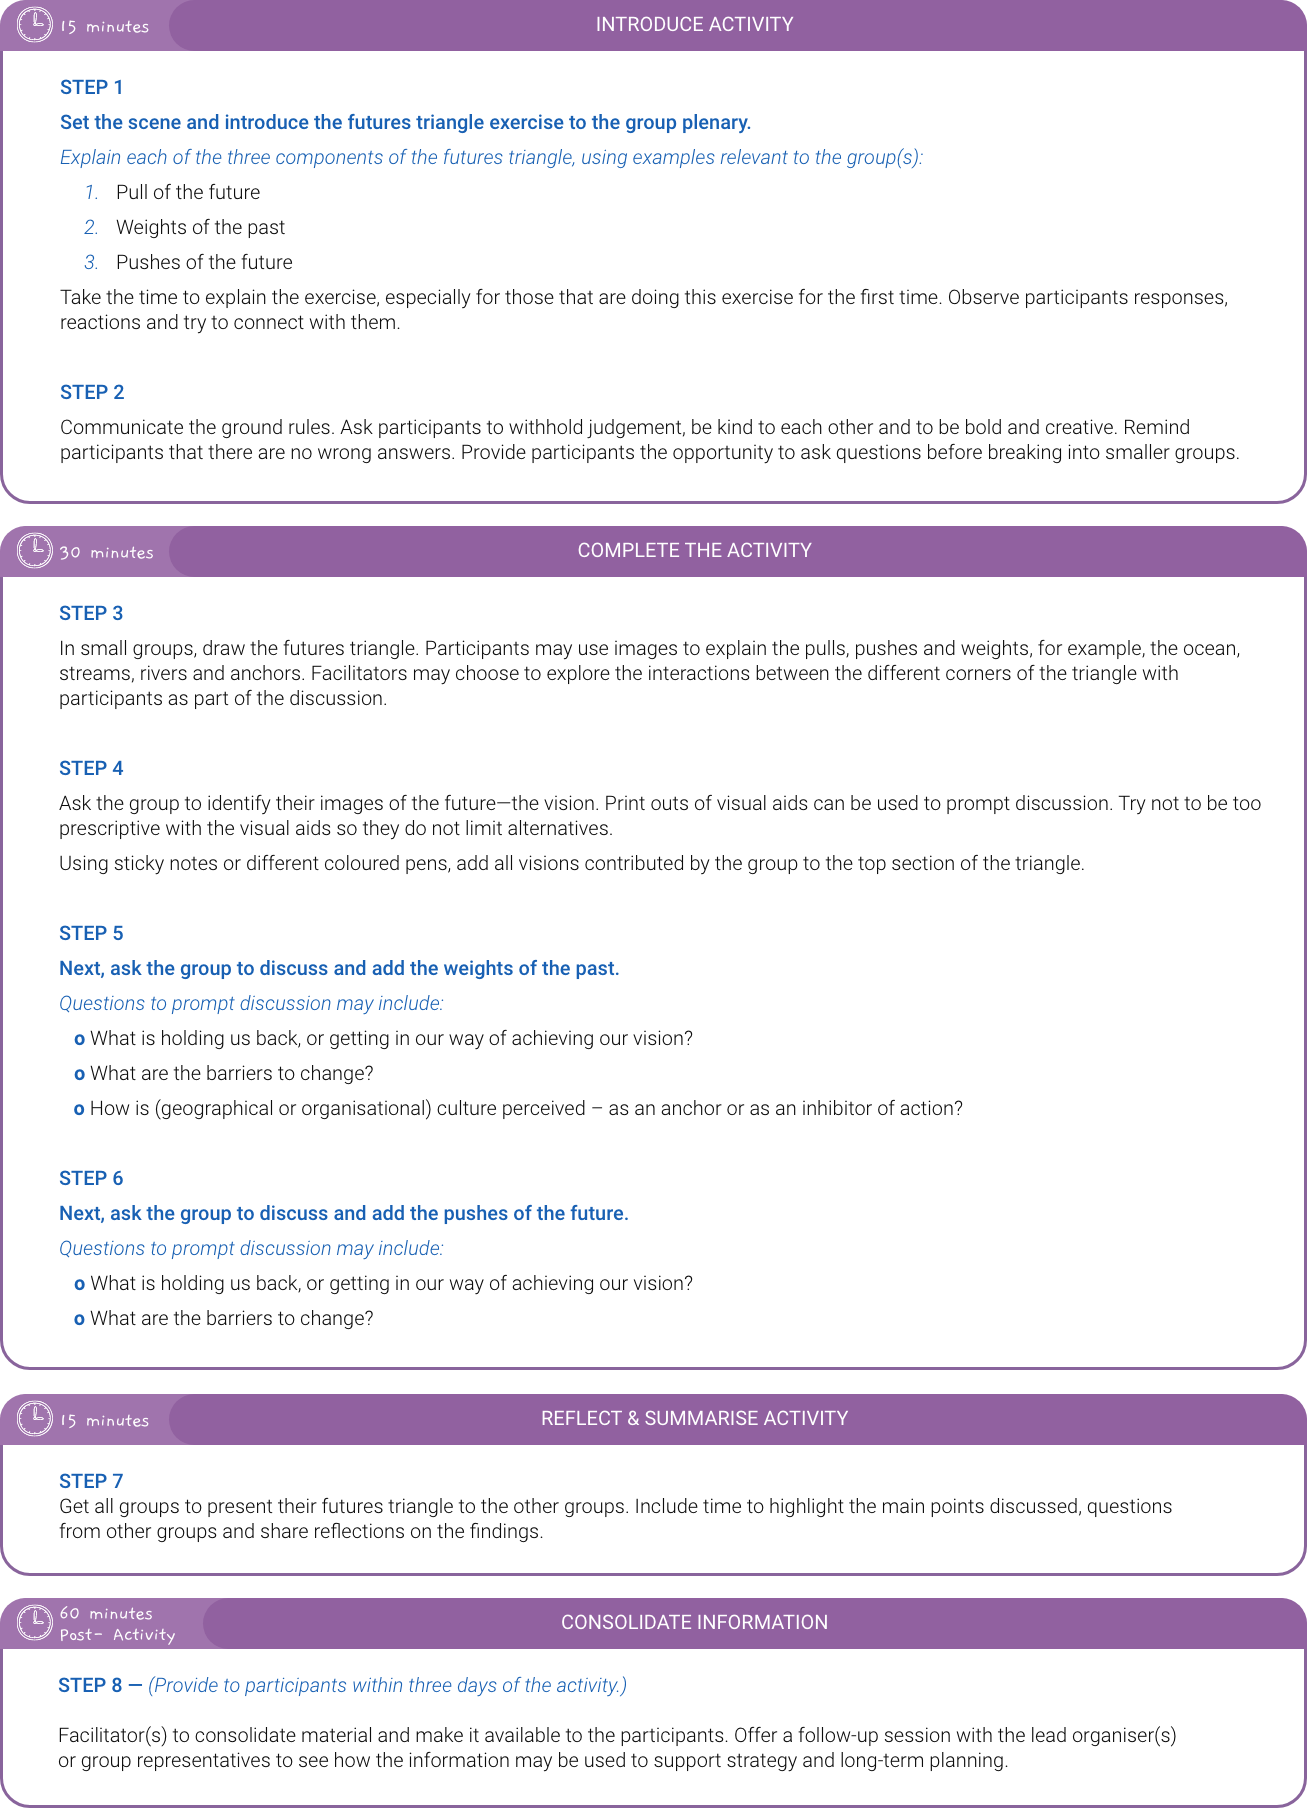 15 minutes
INTRODUCE ACTIVITY
STEP 1
Set the scene and introduce the futures triangle exercise to the group plenary.
Explain each of the three components of the futures triangle, using examples relevant to the group(s):
1. Pull of the future
2. Weights of the past
3. Pushes of the future
Take the time to explain the exercise, especially for those that are doing this exercise for the first time. Observe participants responses,
reactions and try to connect with them.
STEP 2
Communicate the ground rules. Ask participants to withhold judgement, be kind to each other and to be bold and creative. Remind
participants that there are no wrong answers. Provide participants the opportunity to ask questions before breaking into smaller groups.
30 minutes
COMPLETE THE ACTIVITY
STEP 3
In small groups, draw the futures triangle. Participants may use images to explain the pulls, pushes and weights, for example, the ocean,
streams, rivers and anchors. Facilitators may choose to explore the interactions between the different corners of the triangle with
participants as part of the discussion.
STEP 4
Ask the group to identify their images of the future—the vision. Print outs of visual aids can be used to prompt discussion. Try not to be too
prescriptive with the visual aids so they do not limit alternatives.
Using sticky notes or different coloured pens, add all visions contributed by the group to the top section of the triangle.
STEP 5
Next, ask the group to discuss and add the weights of the past.
Questions to prompt discussion may include:
o What is holding us back, or getting in our way of achieving our vision?
o What are the barriers to change?
o How is (geographical or organisational) culture perceived – as an anchor or as an inhibitor of action?
STEP 6
Next, ask the group to discuss and add the pushes of the future.
Questions to prompt discussion may include:
o What is holding us back, or getting in our way of achieving our vision?
o What are the barriers to change?
15 minutes
REFLECT & SUMMARISE ACTIVITY
STEP 7
Get all groups to present their futures triangle to the other groups. Include time to highlight the main points discussed, questions
from other groups and share reflections on the findings.
60 minutes
Post- Activity
CONSOLIDATE INFORMATION
STEP 8 — (Provide to participants within three days of the activity.)
Facilitator(s) to consolidate material and make it available to the participants. Offer a follow-up session with the lead organiser(s)
or group representatives to see how the information may be used to support strategy and long-term planning.